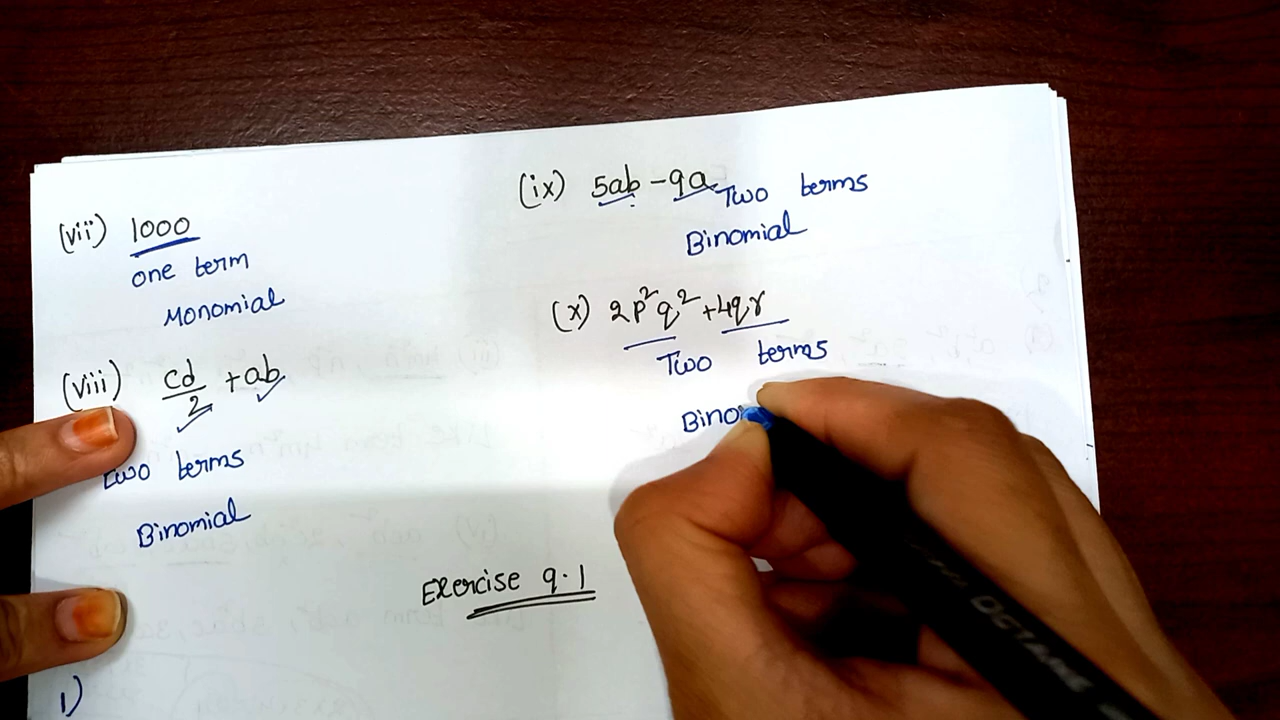 (vii) 1000
one term
Monomial
(viii) cd/2 + ab
Two terms
Binomial
(ix) 5ab - 9a Two terms
Binomial
(x) 2p²q² + 4qr
Two terms
Bino
Exercise 9.1
1)
OCTANE